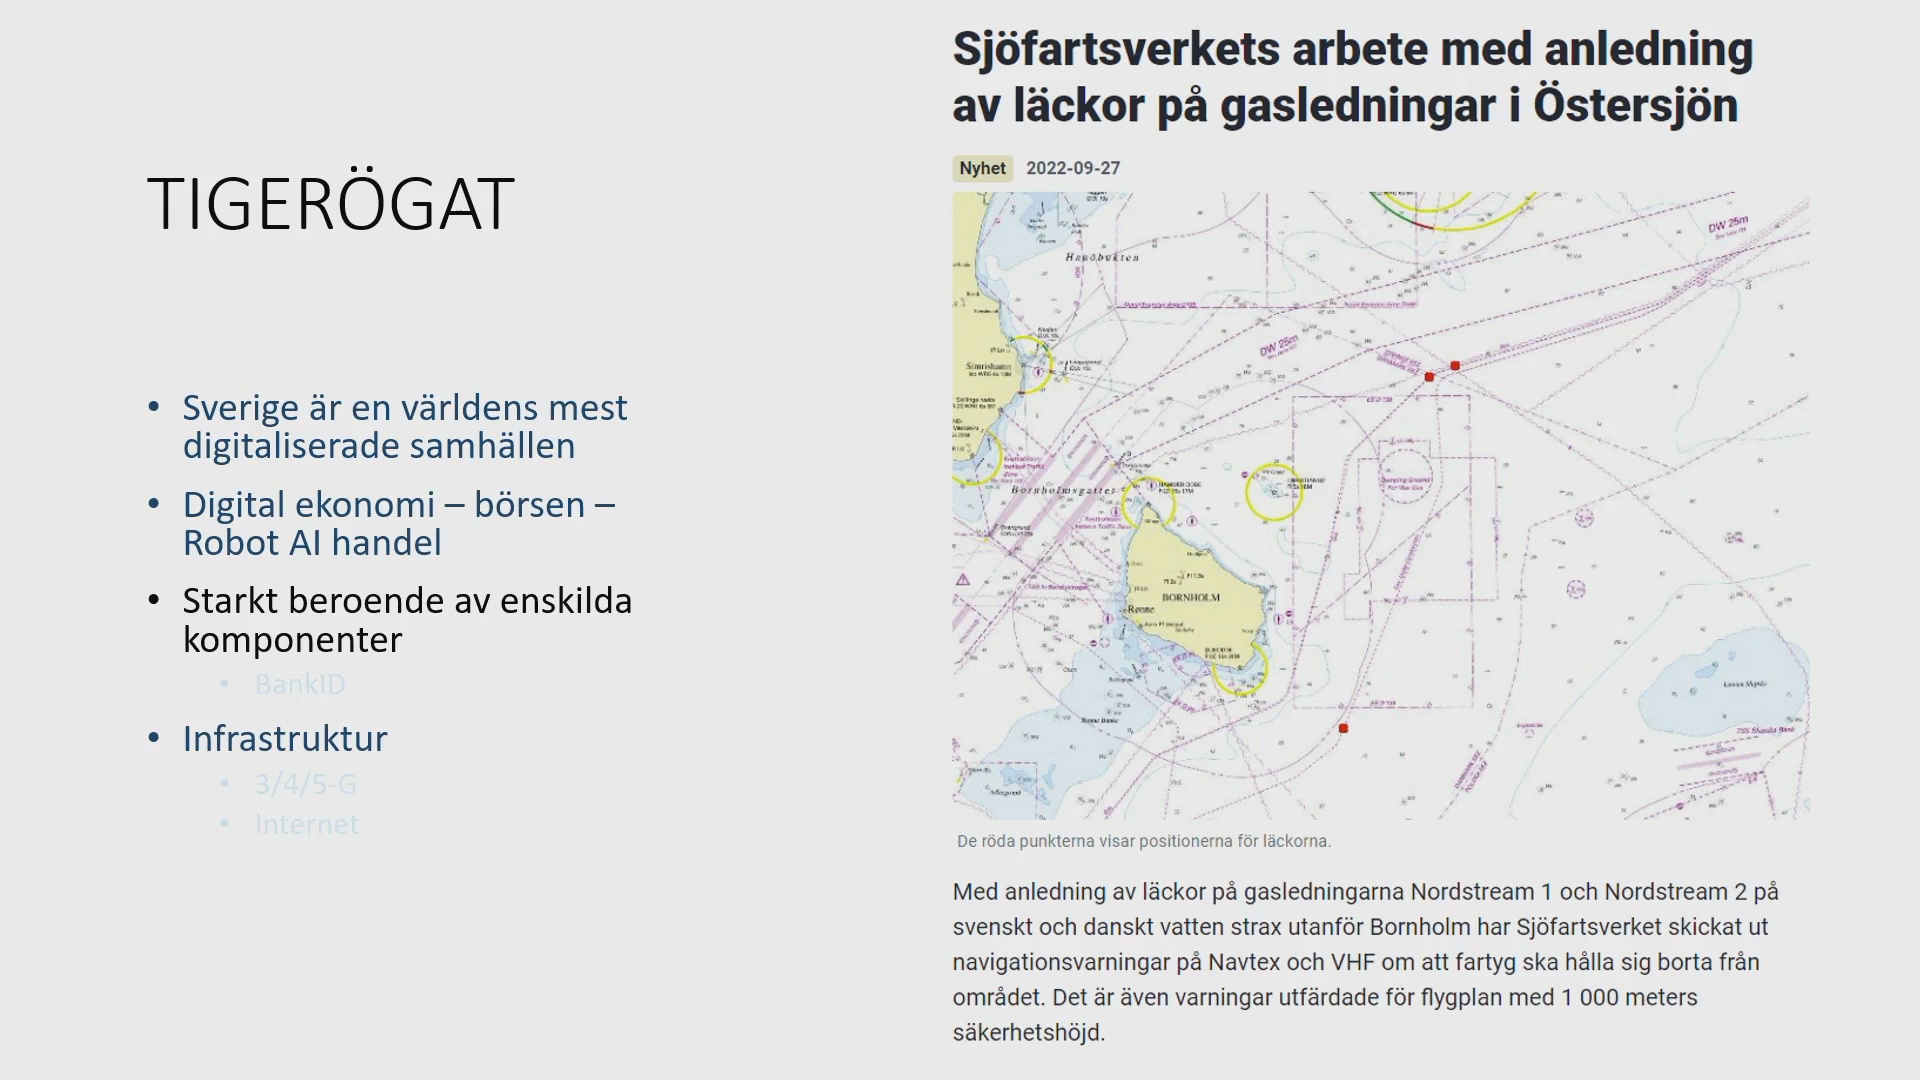 TIGERÖGAT
• Sverige är en världens mest
digitaliserade samhällen
• Digital ekonomi – börsen –
Robot AI handel
• Starkt beroende av enskilda
komponenter
• BankID
• Infrastruktur
• 3/4/5-G
• Internet
Sjöfartsverkets arbete med anledning
av läckor på gasledningar i Östersjön
Nyhet 2022-09-27
Hanöbukten
DW 25m
DW 25m
Simrishamn
Bornholmsgattet
BORNHOLM
Rønne
Rønne Banke
De röda punkterna visar positionerna för läckorna.
Med anledning av läckor på gasledningarna Nordstream 1 och Nordstream 2 på
svenskt och danskt vatten strax utanför Bornholm har Sjöfartsverket skickat ut
navigationsvarningar på Navtex och VHF om att fartyg ska hålla sig borta från
området. Det är även varningar utfärdade för flygplan med 1 000 meters
säkerhetshöjd.